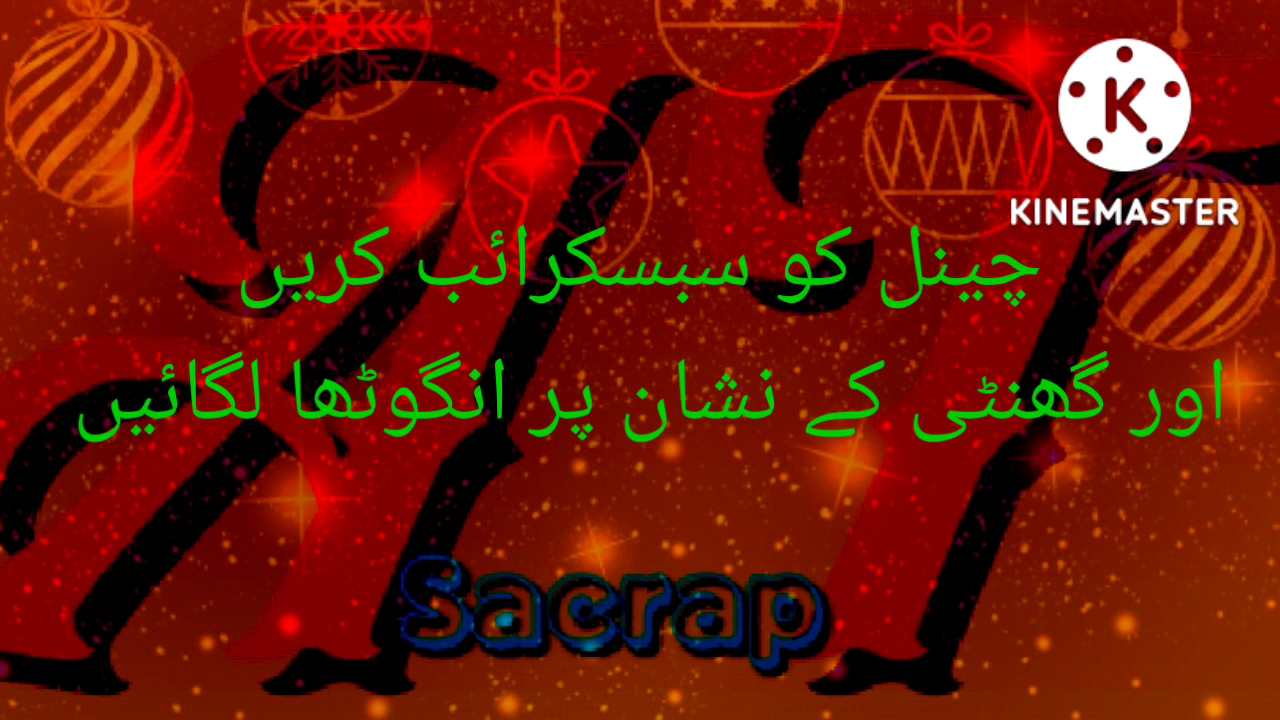 K
KINEMASTER
چینل کو سبسکرائب کریں
اور گھنٹی کے نشان پر انگوٹھا لگائیں
Sacrap